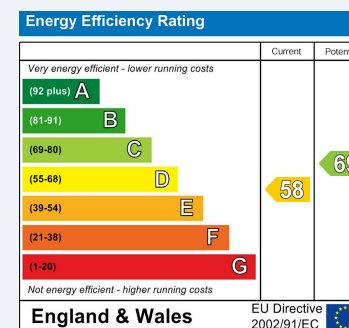 Energy Efficiency Rating
Current
Very energy efficient - lower running costs
(92 plus) A
(81-91) B
(69-80) C
(55-68) D
58
(39-54) E
(21-38) F
(1-20) G
Not energy efficient - higher running costs
England & Wales
EU Directive
2002/91/EC